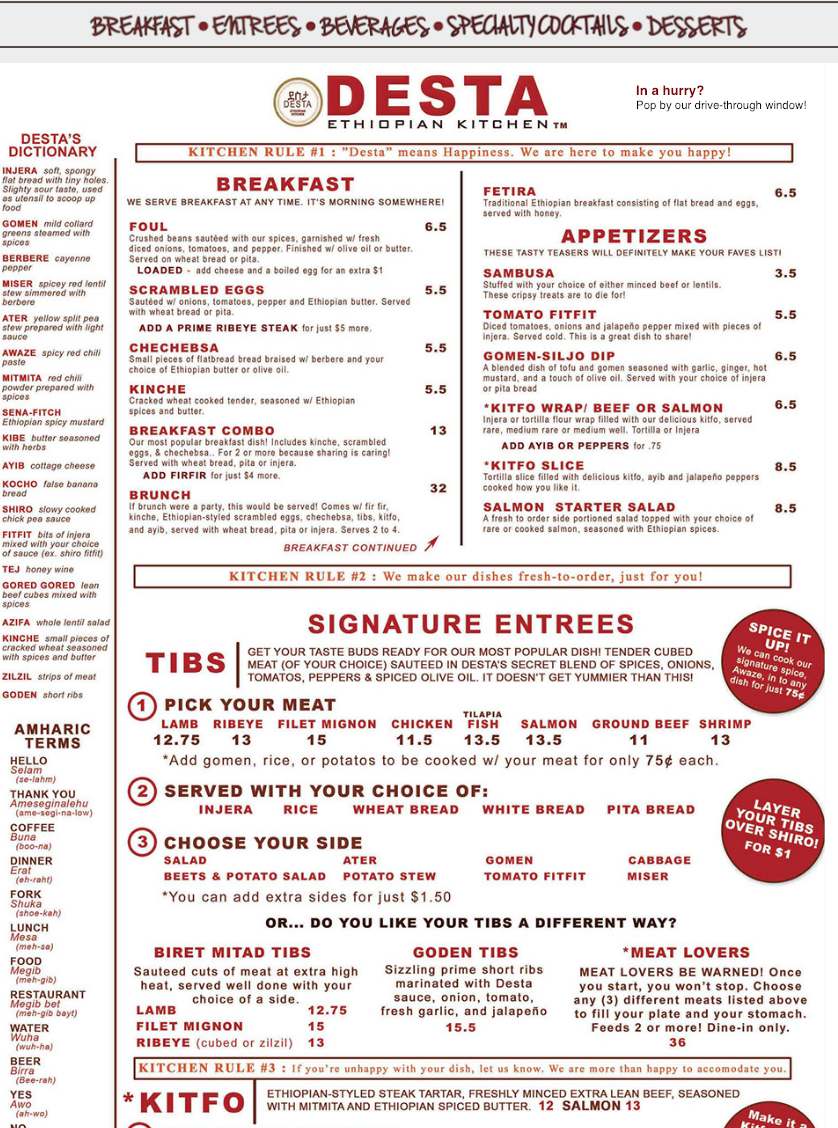 BREAKFAST • ENTREES • BEVERAGES • SPECIALTY COCKTAILS • DESSERTS
DESTA
DESTA
ETHIOPIAN KITCHEN™
In a hurry?
Pop by our drive-through window!
KITCHEN RULE #1 : "Desta" means Happiness. We are here to make you happy!
DESTA'S
DICTIONARY
INJERA soft, spongy
flat bread with tiny holes.
Slighty sour taste, used
as utensil to scoop up
food
GOMEN mild collard
greens steamed with
spices
BERBERE cayenne
pepper
MISER spicey red lentil
stew simmered with
berbere
ATER yellow split pea
stew prepared with light
sauce
AWAZE spicy red chili
paste
MITMITA red chili
powder prepared with
spices
SENA-FITCH
Ethiopian spicy mustard
KIBE butter seasoned
with herbs
AYIB cottage cheese
KOCHO false banana
bread
SHIRO slowy cooked
chick pea sauce
FITFIT bits of injera
mixed with your choice
of sauce (ex. shiro fitfit)
TEJ honey wine
GORED GORED lean
beef cubes mixed with
spices
AZIFA whole lentil salad
KINCHE small pieces of
cracked wheat seasoned
with spices and butter
ZILZIL strips of meat
GODEN short ribs
AMHARIC
TERMS
HELLO
Selam
(se-lahm)
THANK YOU
Ameseginalehu
(ame-segi-na-low)
COFFEE
Buna
(boo-na)
DINNER
Erat
(eh-raht)
FORK
Shuka
(shoe-kah)
LUNCH
Mesa
(meh-sa)
FOOD
Megib
(meh-gib)
RESTAURANT
Megib bet
(meh-gib bayt)
WATER
Wuha
(wuh-ha)
BEER
Birra
(Bee-rah)
YES
Awo
(ah-wo)
NO
BREAKFAST
WE SERVE BREAKFAST AT ANY TIME. IT'S MORNING SOMEWHERE!
FOUL 6.5
Crushed beans sautéed with our spices, garnished w/ fresh
diced onions, tomatoes, and pepper. Finished w/ olive oil or butter.
Served on wheat bread or pita.
LOADED - add cheese and a boiled egg for an extra $1
SCRAMBLED EGGS 5.5
Sautéed w/ onions, tomatoes, pepper and Ethiopian butter. Served
with wheat bread or pita.
ADD A PRIME RIBEYE STEAK for just $5 more.
CHECHEBSA 5.5
Small pieces of flatbread bread braised w/ berbere and your
choice of Ethiopian butter or olive oil.
KINCHE 5.5
Cracked wheat cooked tender, seasoned w/ Ethiopian
spices and butter.
BREAKFAST COMBO 13
Our most popular breakfast dish! Includes kinche, scrambled
eggs, & chechebsa.. For 2 or more because sharing is caring!
Served with wheat bread, pita or injera.
ADD FIRFIR for just $4 more.
BRUNCH 32
If brunch were a party, this would be served! Comes w/ fir fir,
kinche, Ethiopian-styled scrambled eggs, chechebsa, tibs, kitfo,
and ayib, served with wheat bread, pita or injera. Serves 2 to 4.
BREAKFAST CONTINUED
FETIRA 6.5
Traditional Ethiopian breakfast consisting of flat bread and eggs,
served with honey.
APPETIZERS
THESE TASTY TEASERS WILL DEFINITELY MAKE YOUR FAVES LIST!
SAMBUSA 3.5
Stuffed with your choice of either minced beef or lentils.
These cripsy treats are to die for!
TOMATO FITFIT 5.5
Diced tomatoes, onions and jalapeño pepper mixed with pieces of
injera. Served cold. This is a great dish to share!
GOMEN-SILJO DIP 6.5
A blended dish of tofu and gomen seasoned with garlic, ginger, hot
mustard, and a touch of olive oil. Served with your choice of injera
or pita bread
*KITFO WRAP/ BEEF OR SALMON 6.5
Injera or tortilla flour wrap filled with our delicious kitfo, served
rare, medium rare or medium well. Tortilla or Injera
ADD AYIB OR PEPPERS for .75
*KITFO SLICE 8.5
Tortilla slice filled with delicious kitfo, ayib and jalapeño peppers
cooked how you like it.
SALMON STARTER SALAD 8.5
A fresh to order side portioned salad topped with your choice of
rare or cooked salmon, seasoned with Ethiopian spices.
KITCHEN RULE #2 : We make our dishes fresh-to-order, just for you!
SIGNATURE ENTREES
TIBS
GET YOUR TASTE BUDS READY FOR OUR MOST POPULAR DISH! TENDER CUBED
MEAT (OF YOUR CHOICE) SAUTEED IN DESTA'S SECRET BLEND OF SPICES, ONIONS,
TOMATOES, PEPPERS & SPICED OLIVE OIL. IT DOESN'T GET YUMMIER THAN THIS!
SPICE IT
UP!
We can cook our
signature spice,
Awaze, in to any
dish for just 75¢
1 PICK YOUR MEAT
LAMB RIBEYE FILET MIGNON CHICKEN TILAPIA FISH SALMON GROUND BEEF SHRIMP
12.75 13 15 11.5 13.5 13.5 11 13
*Add gomen, rice, or potatos to be cooked w/ your meat for only 75¢ each.
2 SERVED WITH YOUR CHOICE OF:
INJERA RICE WHEAT BREAD WHITE BREAD PITA BREAD
LAYER
YOUR TIBS
OVER SHIRO!
FOR $1
3 CHOOSE YOUR SIDE
SALAD ATER GOMEN CABBAGE
BEETS & POTATO SALAD POTATO STEW TOMATO FITFIT MISER
*You can add extra sides for just $1.50
OR... DO YOU LIKE YOUR TIBS A DIFFERENT WAY?
BIRET MITAD TIBS
Sauteed cuts of meat at extra high
heat, served well done with your
choice of a side.
LAMB 12.75
FILET MIGNON 15
RIBEYE (cubed or zilzil) 13
GODEN TIBS
Sizzling prime short ribs
marinated with Desta
sauce, onion, tomato,
fresh garlic, and jalapeño
15.5
*MEAT LOVERS
MEAT LOVERS BE WARNED! Once
you start, you won't stop. Choose
any (3) different meats listed above
to fill your plate and your stomach.
Feeds 2 or more! Dine-in only.
36
KITCHEN RULE #3 : If you're unhappy with your dish, let us know. We are more than happy to accomodate you.
*KITFO
ETHIOPIAN-STYLED STEAK TARTAR, FRESHLY MINCED EXTRA LEAN BEEF, SEASONED
WITH MITMITA AND ETHIOPIAN SPICED BUTTER. 12 SALMON 13
Make it a